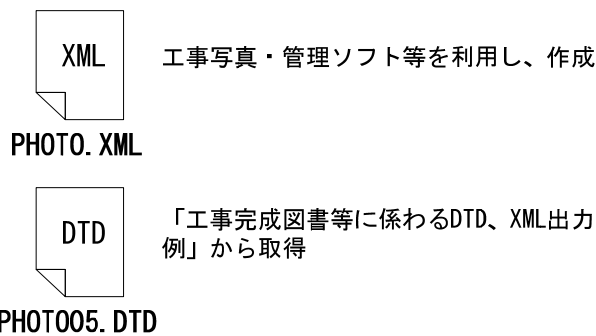 XML
工事写真・管理ソフト等を利用し、作成
PHOTO.XML
DTD
「工事完成図書等に係わるDTD、XML出力
例」から取得
PHOTO05.DTD